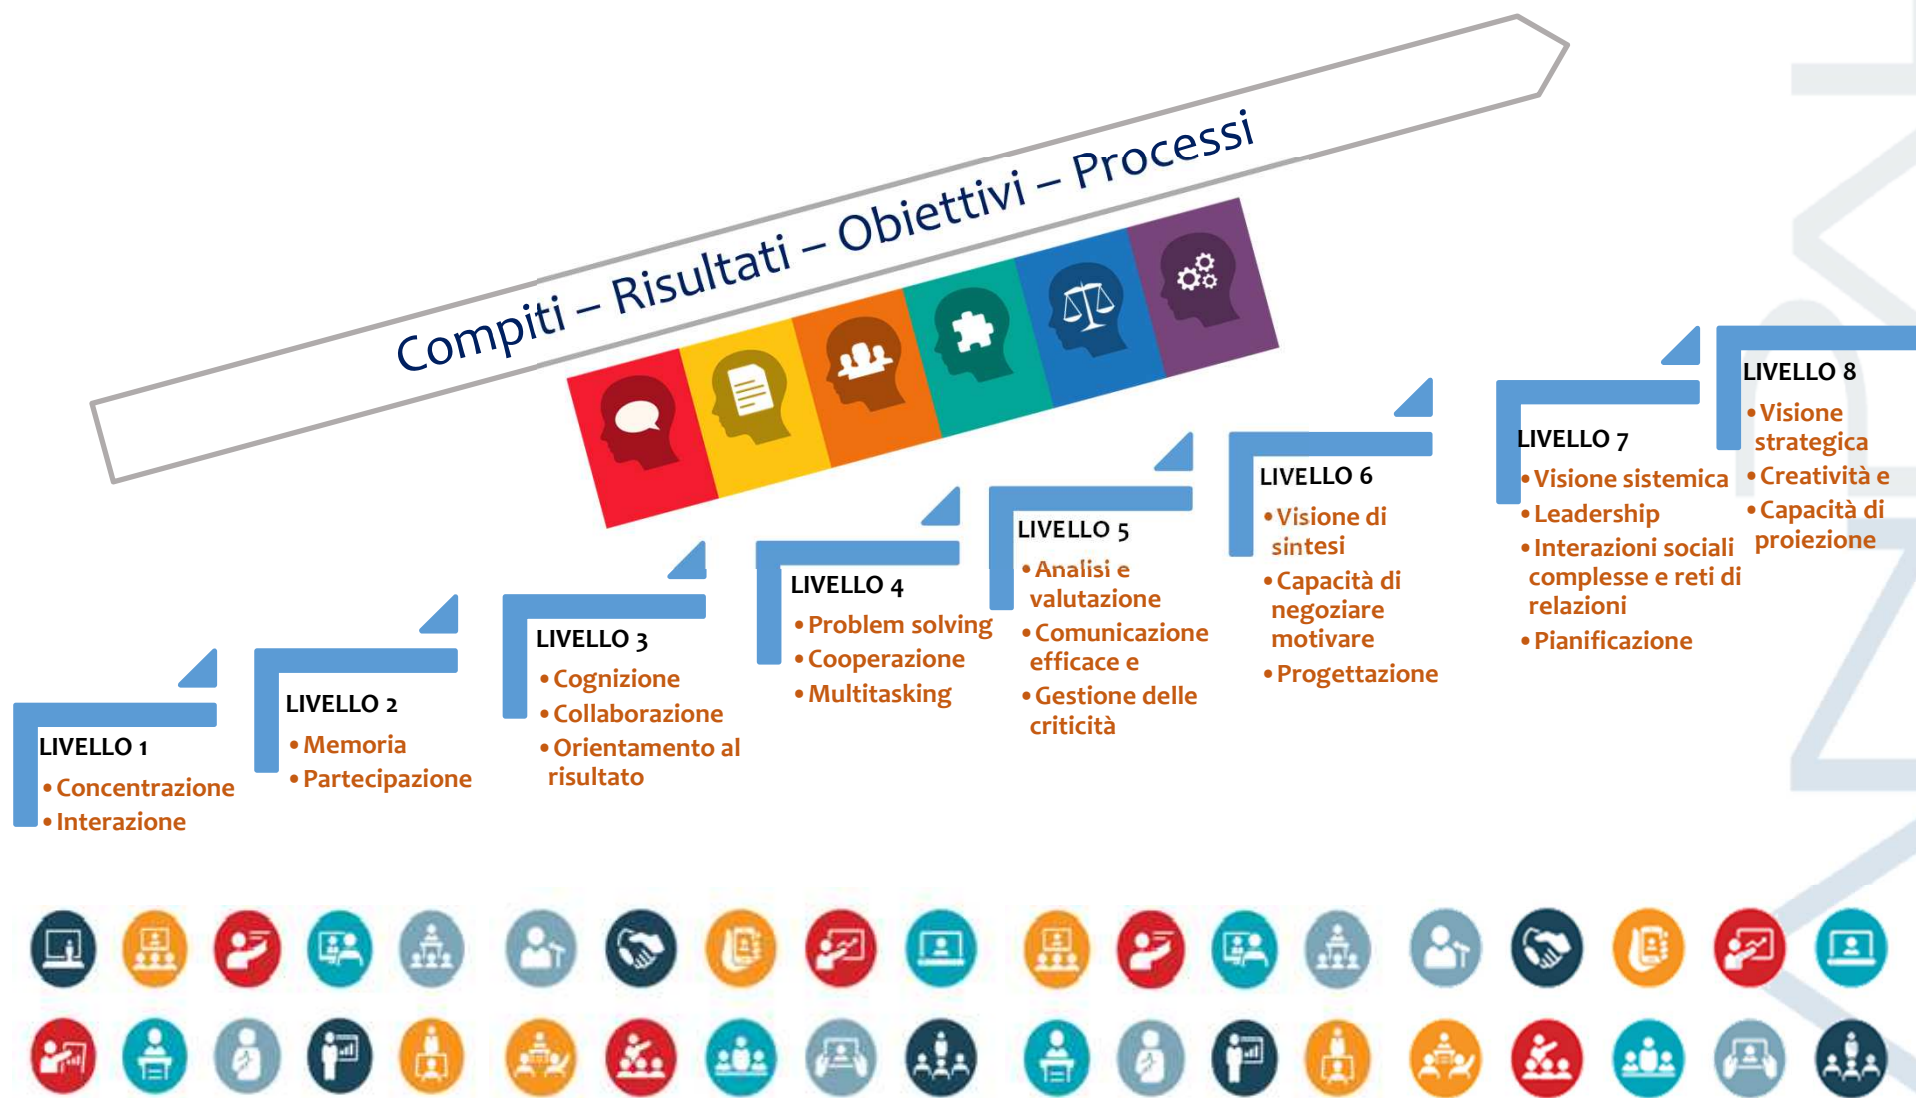 Compiti – Risultati – Obiettivi – Processi
LIVELLO 1
•Concentrazione
•Interazione
LIVELLO 2
•Memoria
•Partecipazione
LIVELLO 3
•Cognizione
•Collaborazione
•Orientamento al
risultato
LIVELLO 4
•Problem solving
•Cooperazione
•Multitasking
LIVELLO 5
•Analisi e
valutazione
•Comunicazione
efficace e
•Gestione delle
criticità
LIVELLO 6
•Visione di
sintesi
•Capacità di
negoziare
motivare
•Progettazione
LIVELLO 7
•Visione sistemica
•Leadership
•Interazioni sociali
complesse e reti di
relazioni
•Pianificazione
LIVELLO 8
•Visione
strategica
•Creatività e
•Capacità di
proiezione